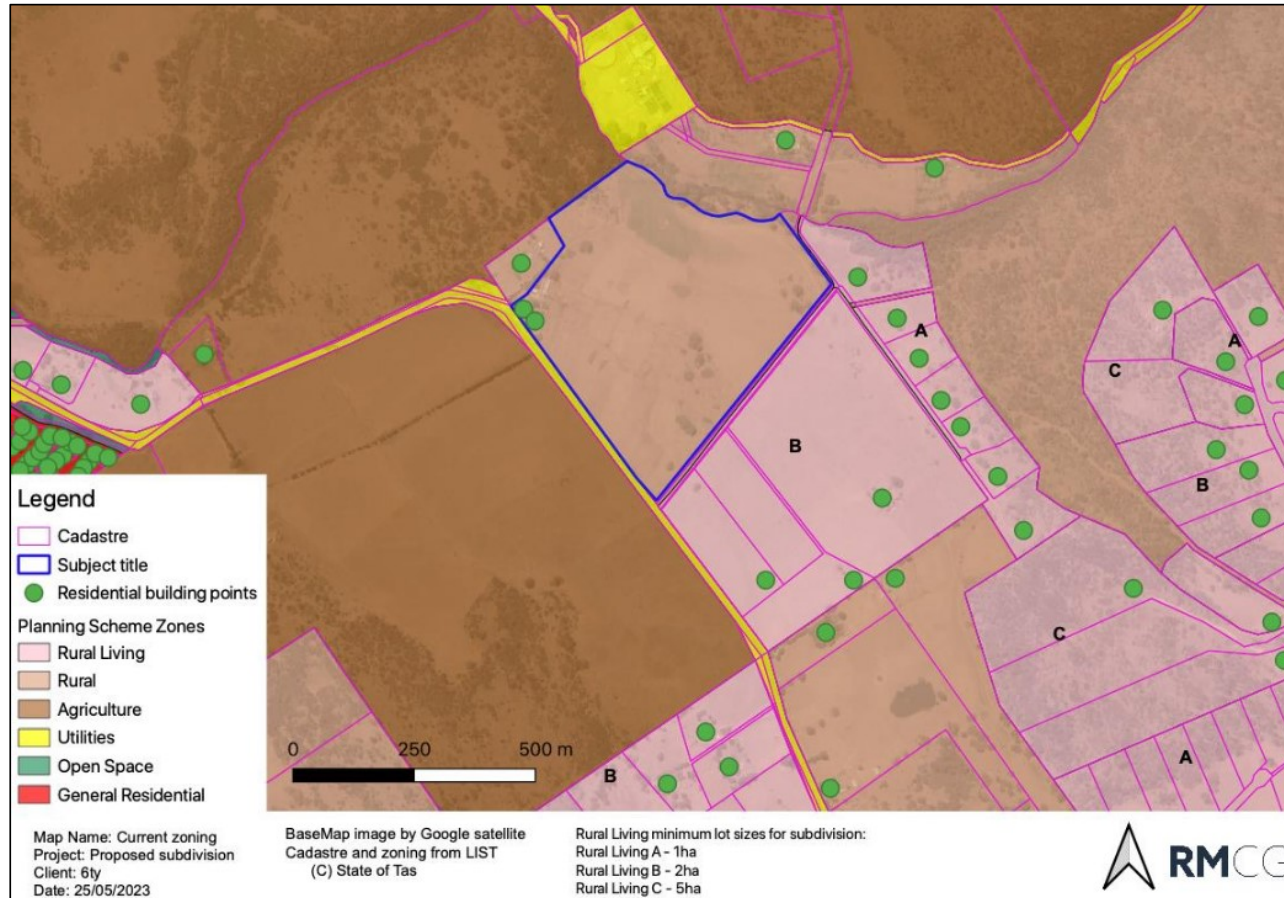 A
A
C
B
B
C
B
A
Legend
Cadastre
Subject title
Residential building points
Planning Scheme Zones
Rural Living
Rural
Agriculture
Utilities
Open Space
General Residential
0 250 500 m
Map Name: Current zoning
Project: Proposed subdivision
Client: 6ty
Date: 25/05/2023
BaseMap image by Google satellite
Cadastre and zoning from LIST
(C) State of Tas
Rural Living minimum lot sizes for subdivision:
Rural Living A - 1ha
Rural Living B - 2ha
Rural Living C - 5ha
RMCG